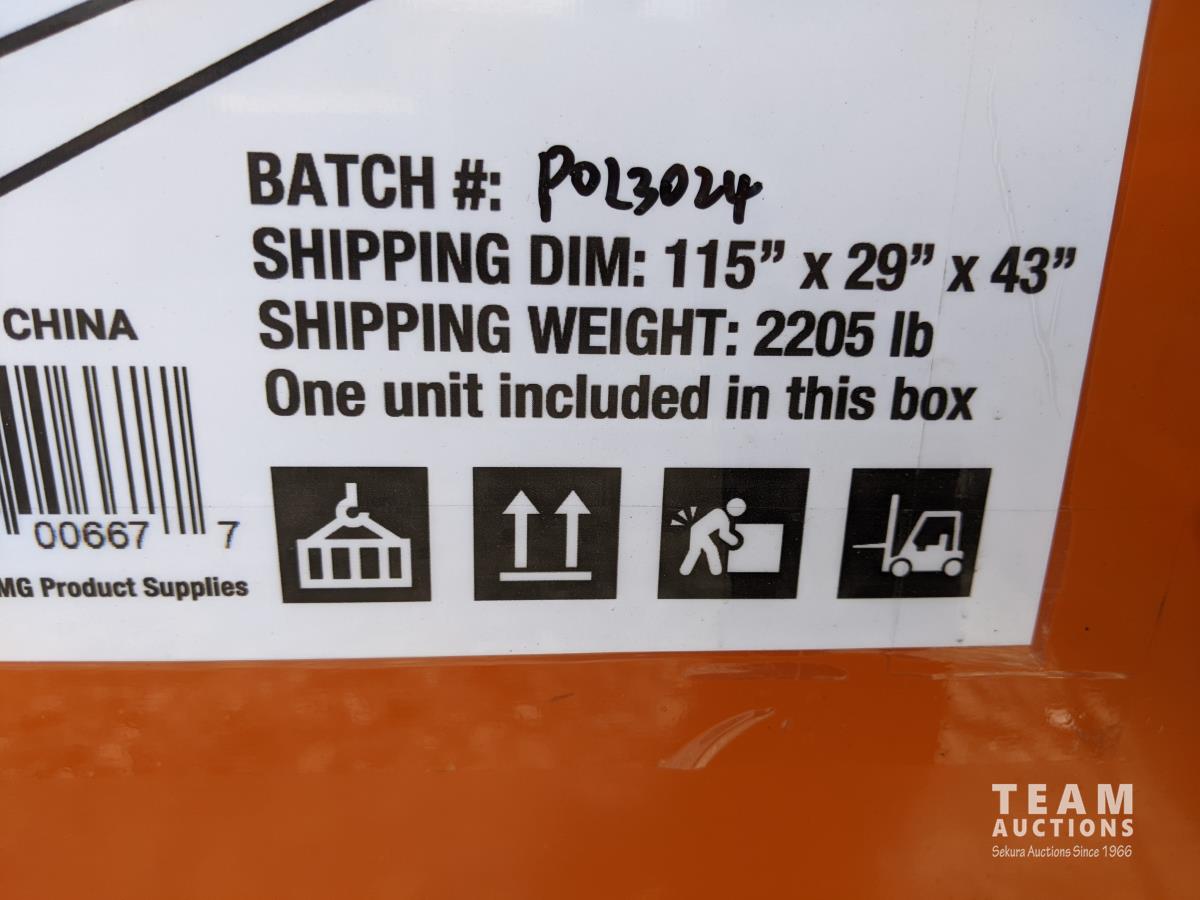 BATCH #: POL3024
SHIPPING DIM: 115” x 29” x 43”
SHIPPING WEIGHT: 2205 lb
One unit included in this box
CHINA
00667 7
MG Product Supplies
TEAM
AUCTIONS
Sekura Auctions Since 1966